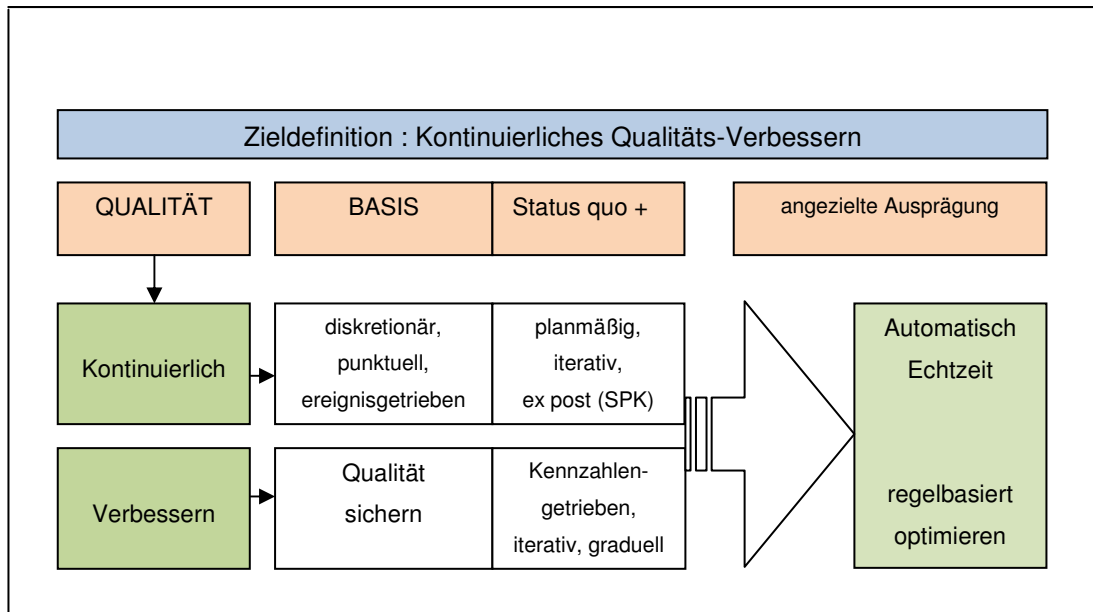 Zieldefinition : Kontinuierliches Qualitäts-Verbessern
QUALITÄT
BASIS
Status quo +
angezielte Ausprägung
Kontinuierlich
diskretionär,
punktuell,
ereignisgetrieben
planmäßig,
iterativ,
ex post (SPK)
Automatisch
Echtzeit
Verbessern
Qualität
sichern
Kennzahlen-
getrieben,
iterativ, graduell
regelbasiert
optimieren